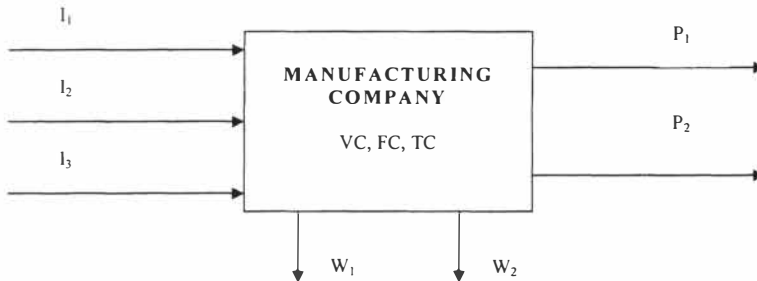 I₁
P₁
MANUFACTURING
COMPANY
I₂
P₂
VC, FC, TC
I₃
W₁
W₂